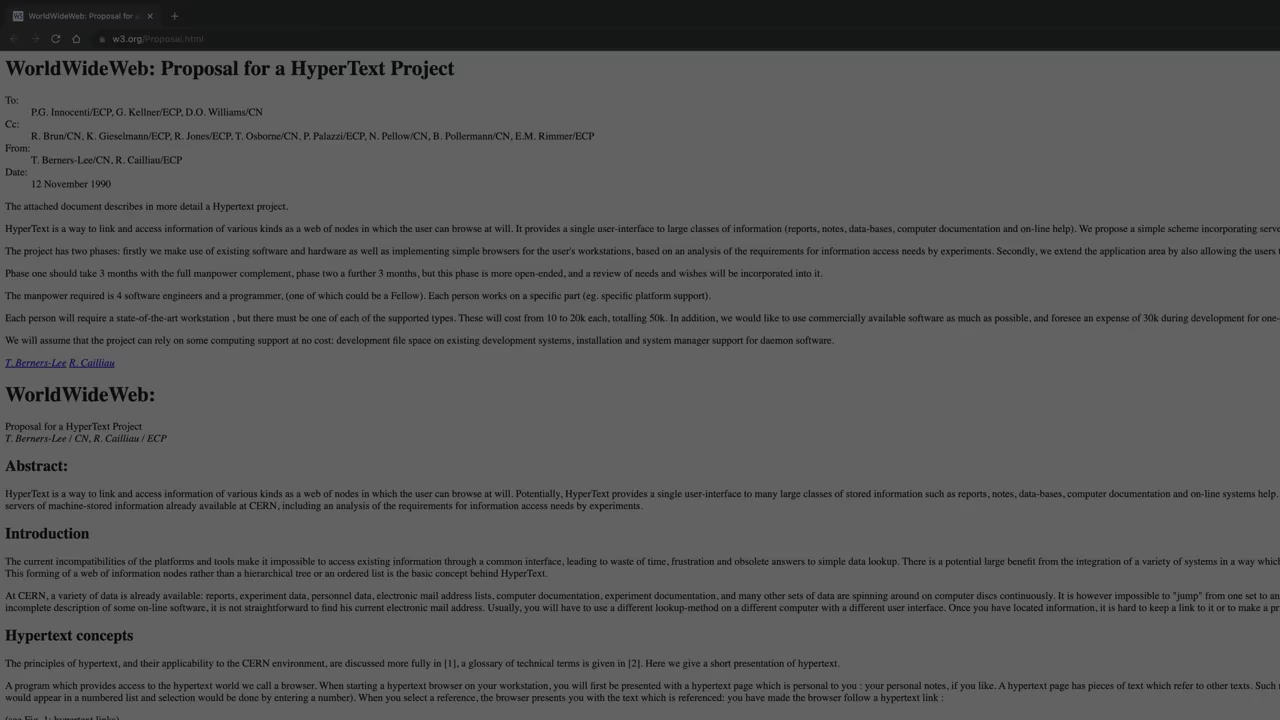 WorldWideWeb: Proposal for a
w3.org/Proposal.html
WorldWideWeb: Proposal for a HyperText Project
To:
P.G. Innocenti/ECP, G. Kellner/ECP, D.O. Williams/CN
Cc:
R. Brun/CN, K. Gieselmann/ECP, R. Jones/ECP, T. Osborne/CN, P. Palazzi/ECP, N. Pellow/CN, B. Pollermann/CN, E.M. Rimmer/ECP
From:
T. Berners-Lee/CN, R. Cailliau/ECP
Date:
12 November 1990
The attached document describes in more detail a Hypertext project.
HyperText is a way to link and access information of various kinds as a web of nodes in which the user can browse at will. It provides a single user-interface to large classes of information (reports, notes, data-bases, computer documentation and on-line help). We propose a simple scheme incorporating serve
The project has two phases: firstly we make use of existing software and hardware as well as implementing simple browsers for the user's workstations, based on an analysis of the requirements for information access needs by experiments. Secondly, we extend the application area by also allowing the users t
Phase one should take 3 months with the full manpower complement, phase two a further 3 months, but this phase is more open-ended, and a review of needs and wishes will be incorporated into it.
The manpower required is 4 software engineers and a programmer, (one of which could be a Fellow). Each person works on a specific part (eg. specific platform support).
Each person will require a state-of-the-art workstation , but there must be one of each of the supported types. These will cost from 10 to 20k each, totalling 50k. In addition, we would like to use commercially available software as much as possible, and foresee an expense of 30k during development for one-
We will assume that the project can rely on some computing support at no cost: development file space on existing development systems, installation and system manager support for daemon software.
T. Berners-Lee R. Cailliau
WorldWideWeb:
Proposal for a HyperText Project
T. Berners-Lee / CN, R. Cailliau / ECP
Abstract:
HyperText is a way to link and access information of various kinds as a web of nodes in which the user can browse at will. Potentially, HyperText provides a single user-interface to many large classes of stored information such as reports, notes, data-bases, computer documentation and on-line systems help.
servers of machine-stored information already available at CERN, including an analysis of the requirements for information access needs by experiments.
Introduction
The current incompatibilities of the platforms and tools make it impossible to access existing information through a common interface, leading to waste of time, frustration and obsolete answers to simple data lookup. There is a potential large benefit from the integration of a variety of systems in a way whic
This forming of a web of information nodes rather than a hierarchical tree or an ordered list is the basic concept behind HyperText.
At CERN, a variety of data is already available: reports, experiment data, personnel data, electronic mail address lists, computer documentation, experiment documentation, and many other sets of data are spinning around on computer discs continuously. It is however impossible to "jump" from one set to an
incomplete description of some on-line software, it is not straightforward to find his current electronic mail address. Usually, you will have to use a different lookup-method on a different computer with a different user interface. Once you have located information, it is hard to keep a link to it or to make a pr
Hypertext concepts
The principles of hypertext, and their applicability to the CERN environment, are discussed more fully in [1], a glossary of technical terms is given in [2]. Here we give a short presentation of hypertext.
A program which provides access to the hypertext world we call a browser. When starting a hypertext browser on your workstation, you will first be presented with a hypertext page which is personal to you : your personal notes, if you like. A hypertext page has pieces of text which refer to other texts. Such
would appear in a numbered list and selection would be done by entering a number). When you select a reference, the browser presents you with the text which is referenced: you have made the browser follow a hypertext link :
(see Fig. 1: hypertext links)